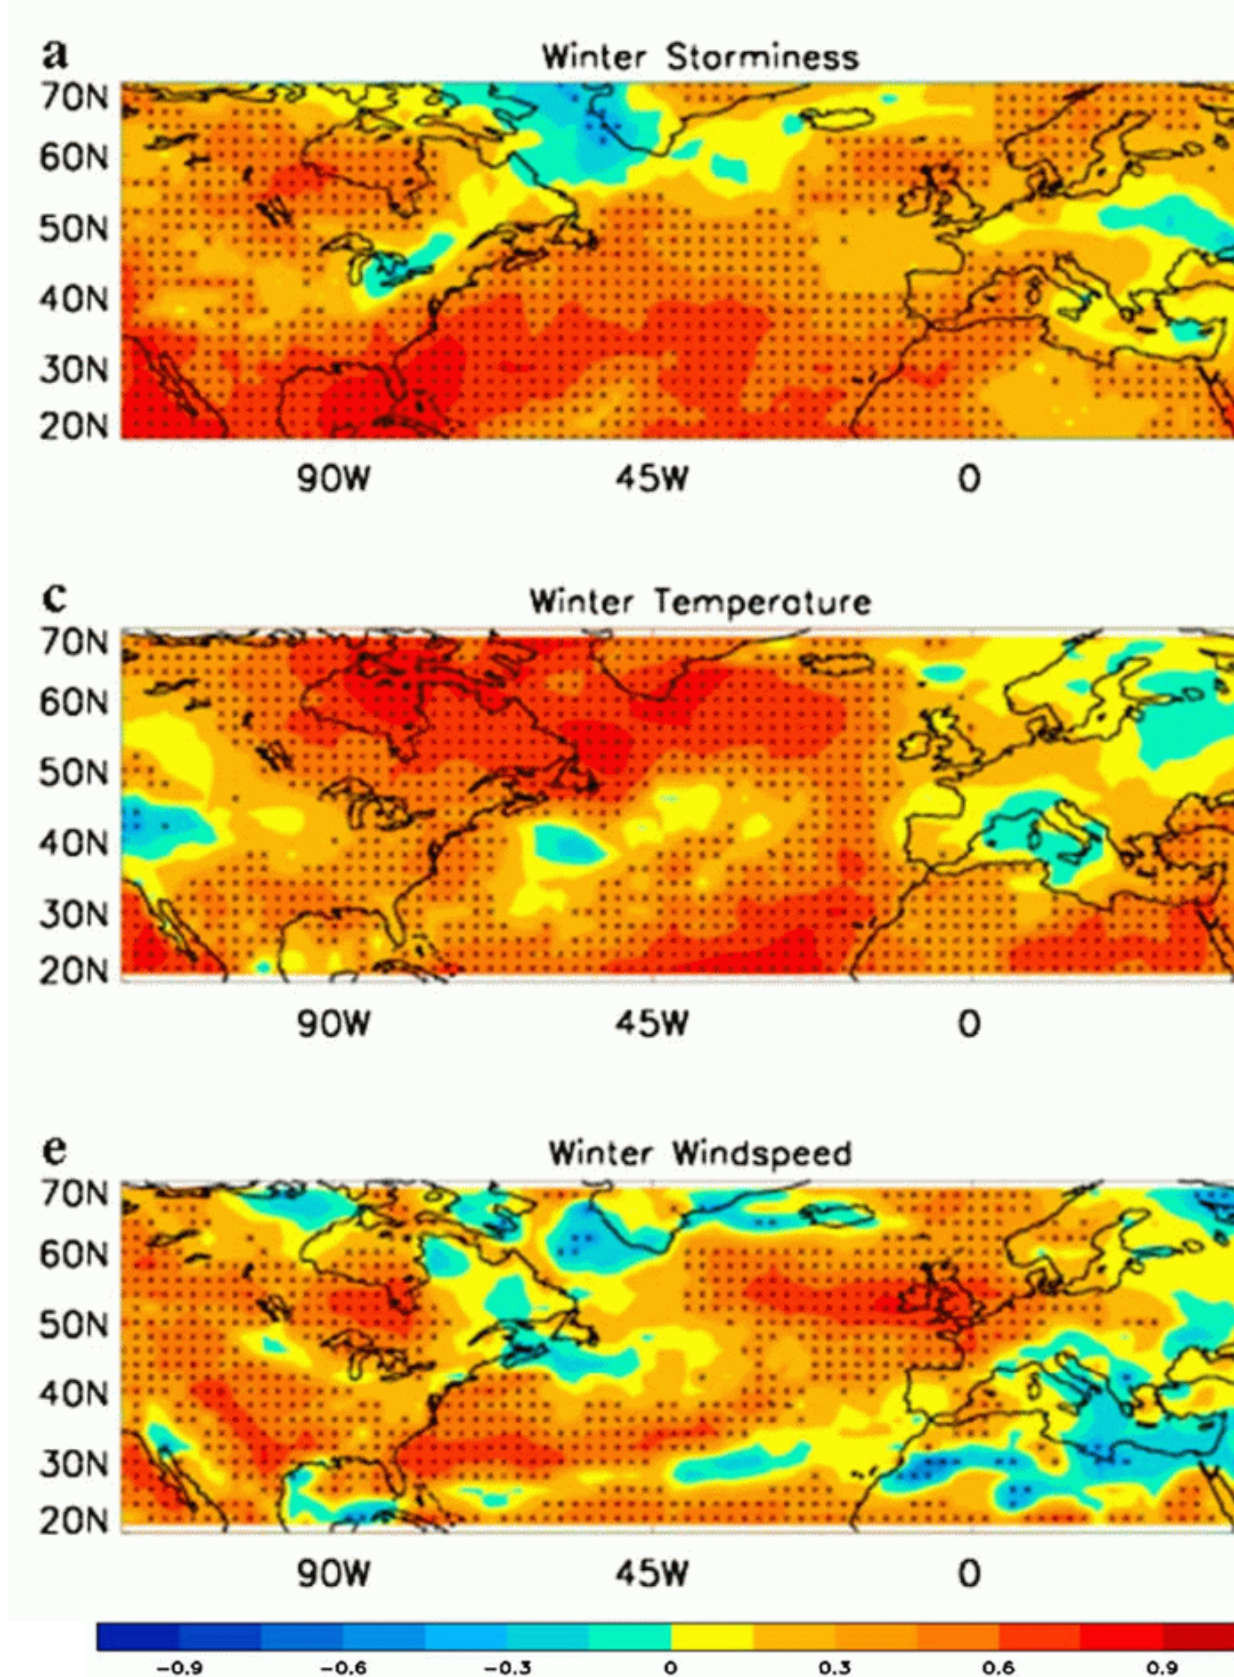 a
Winter Storminess
70N
60N
50N
40N
30N
20N
90W 45W 0
c
Winter Temperature
70N
60N
50N
40N
30N
20N
90W 45W 0
e
Winter Windspeed
70N
60N
50N
40N
30N
20N
90W 45W 0
-0.9 -0.6 -0.3 0 0.3 0.6 0.9